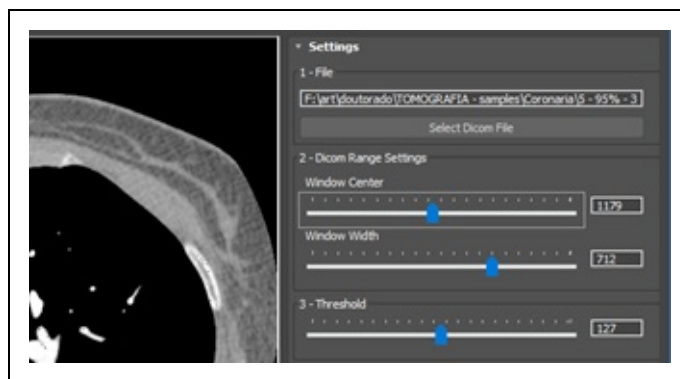 Settings
1 - File
F:\art\doutorado\TOMOGRAFIA - samples\Coronaria\5 - 95% - 3
Select Dicom File
2 - Dicom Range Settings
Window Center
1179
Window Width
712
3 - Threshold
127